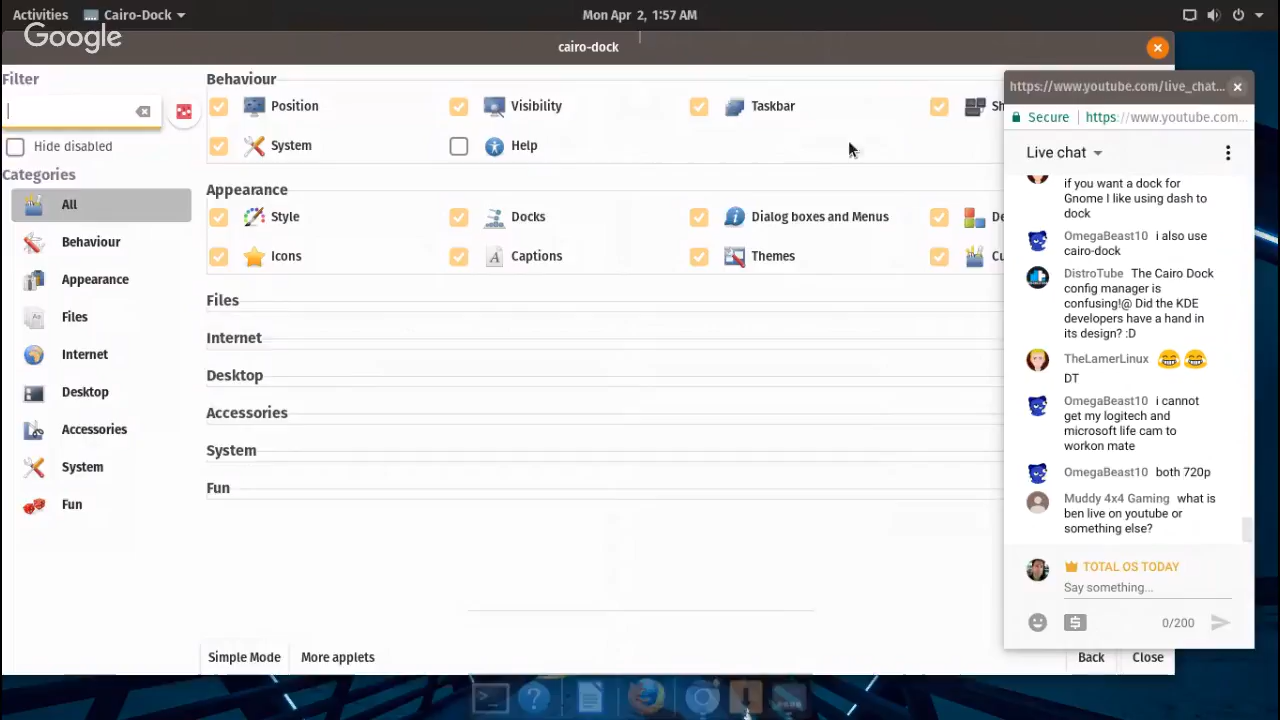 Activities Cairo-Dock Mon Apr 2, 1:57 AM
Google
cairo-dock
Filter
Hide disabled
Categories
All
Behaviour
Appearance
Files
Internet
Desktop
Accessories
System
Fun
Behaviour
Position Visibility Taskbar
System Help
Appearance
Style Docks Dialog boxes and Menus
Icons Captions Themes
Files
Internet
Desktop
Accessories
System
Fun
Simple Mode More applets Back Close
https://www.youtube.com/live_chat...
Secure https://www.youtube.com...
Live chat
if you want a dock for
Gnome I like using dash to
dock
OmegaBeast10 i also use
cairo-dock
DistroTube The Cairo Dock
config manager is
confusing!@ Did the KDE
developers have a hand in
its design? :D
TheLamerLinux 😂 😂
DT
OmegaBeast10 i cannot
get my logitech and
microsoft life cam to
workon mate
OmegaBeast10 both 720p
Muddy 4x4 Gaming what is
ben live on youtube or
something else?
TOTAL OS TODAY
Say something...
0/200